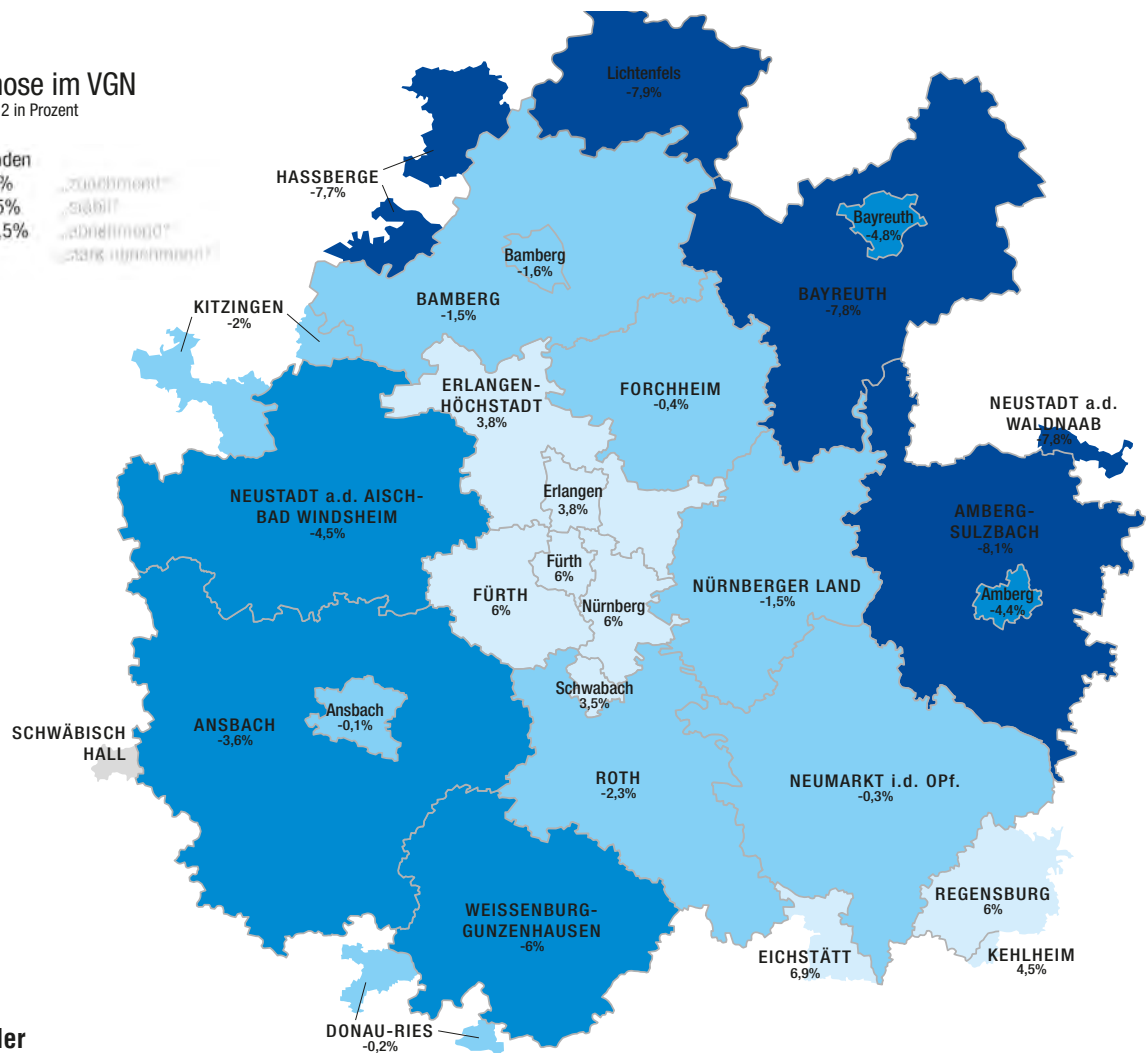 ose im VGN
2 in Prozent
den
%
5%
,5%
„zunehmend“
„stabil“
„abnehmend“
Lichtenfels
-7,9%
HASSBERGE
-7,7%
Bayreuth
-4,8%
Bamberg
-1,6%
BAMBERG
-1,5%
BAYREUTH
-7,8%
KITZINGEN
-2%
ERLANGEN-
HÖCHSTADT
3,8%
FORCHHEIM
-0,4%
NEUSTADT a.d.
WALDNAAB
-7,8%
NEUSTADT a.d. AISCH-
BAD WINDSHEIM
-4,5%
Erlangen
3,8%
AMBERG-
SULZBACH
-8,1%
Fürth
6%
FÜRTH
6%
Nürnberg
6%
NÜRNBERGER LAND
-1,5%
Amberg
-4,4%
Schwabach
3,5%
Ansbach
-0,1%
ANSBACH
-3,6%
SCHWÄBISCH
HALL
ROTH
-2,3%
NEUMARKT i.d. OPf.
-0,3%
WEISSENBURG-
GUNZENHAUSEN
-6%
REGENSBURG
6%
EICHSTÄTT
6,9%
KEHLHEIM
4,5%
DONAU-RIES
-0,2%
ler